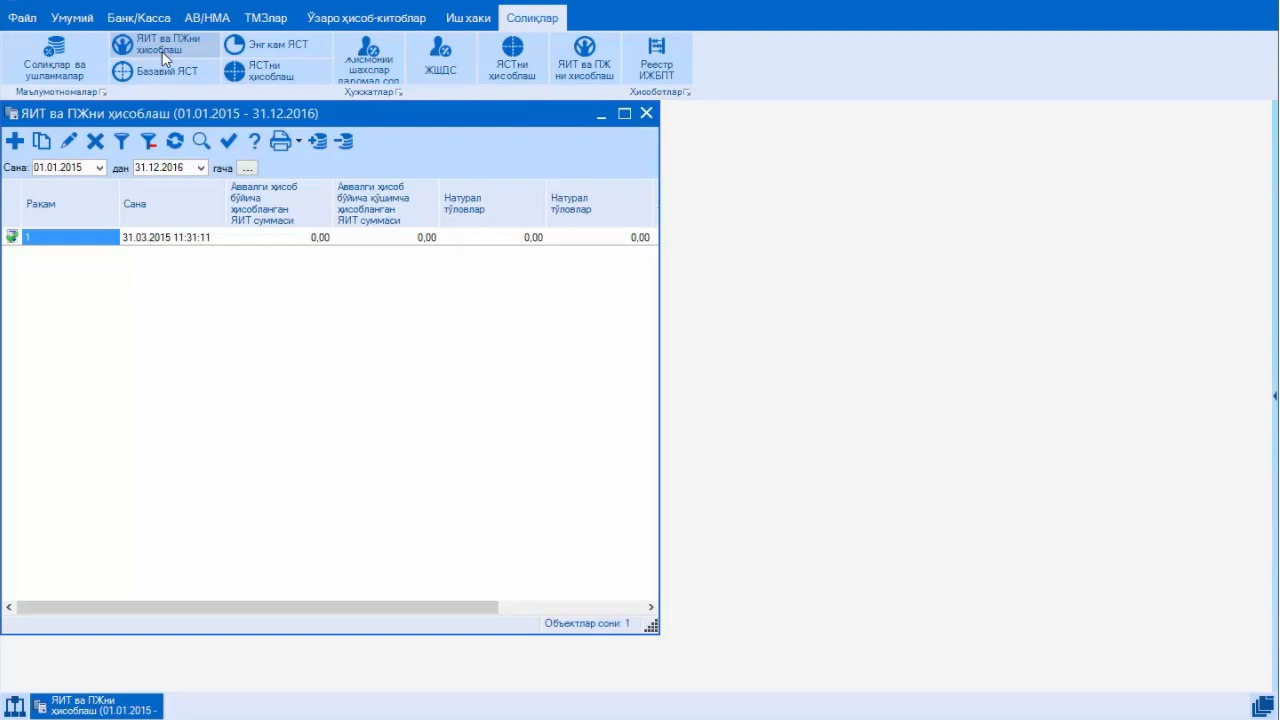 Файл Умумий Банк/Касса АВ/НМА ТМЗлар Ўзаро ҳисоб-китоблар Иш хаки Солиқлар
Солиқлар ва
ушланмалар
ЯИТ ва ПЖни
ҳисоблаш
Базавий ЯСТ
Энг кам ЯСТ
ЯСТни
ҳисоблаш
Жисмоний
шахслар
даромад сол
ЖШДС
ЯСТни
ҳисоблаш
ЯИТ ва ПЖ
ни хисоблаш
Реестр
ИЖБПТ
Маълумотномалар Ҳужжатлар Ҳисоботлар
ЯИТ ва ПЖни ҳисоблаш (01.01.2015 - 31.12.2016)
Сана: 01.01.2015 дан 31.12.2016 гача ...
Рақам
Сана
Аввалги ҳисоб
бўйича
ҳисобланган
ЯИТ суммаси
Аввалги ҳисоб
бўйича қўшимча
ҳисобланган
ЯИТ суммаси
Натурал
тўловлар
Натурал
тўловлар
1 31.03.2015 11:31:11 0,00 0,00 0,00 0,00
Объектлар сони: 1
ЯИТ ва ПЖни
ҳисоблаш (01.01.2015 -